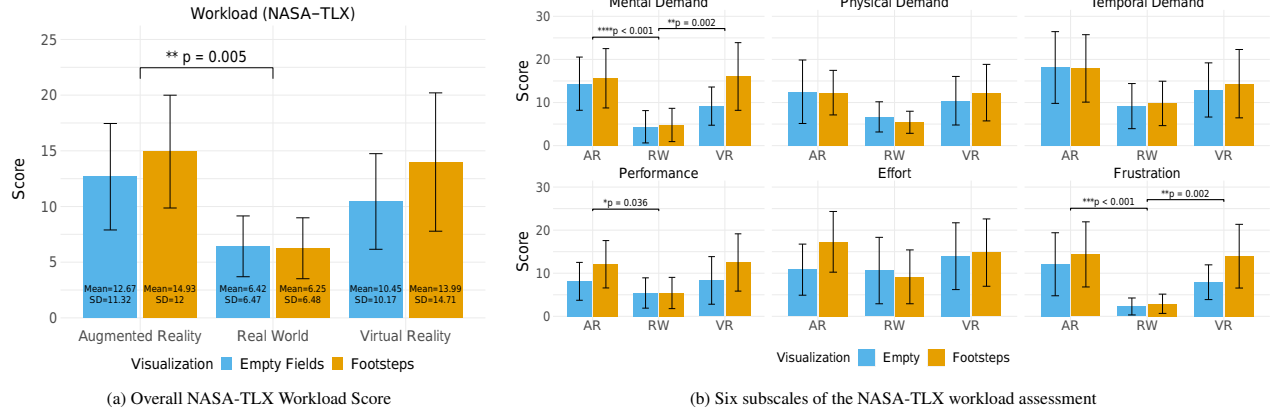 Workload (NASA−TLX)
25
20
15
10
5
0
Score
** p = 0.005
Mean=12.67
SD=11.32
Mean=14.93
SD=12
Mean=6.42
SD=6.47
Mean=6.25
SD=6.48
Mean=10.45
SD=10.17
Mean=13.99
SD=14.71
Augmented Reality
Real World
Virtual Reality
Visualization Empty Fields Footsteps
(a) Overall NASA-TLX Workload Score
Mental Demand
Physical Demand
Temporal Demand
30
20
10
0
Score
****p < 0.001
**p = 0.002
AR RW VR
AR RW VR
AR RW VR
Performance
Effort
Frustration
30
20
10
0
Score
*p = 0.036
***p < 0.001
**p = 0.002
AR RW VR
AR RW VR
AR RW VR
Visualization Empty Footsteps
(b) Six subscales of the NASA-TLX workload assessment